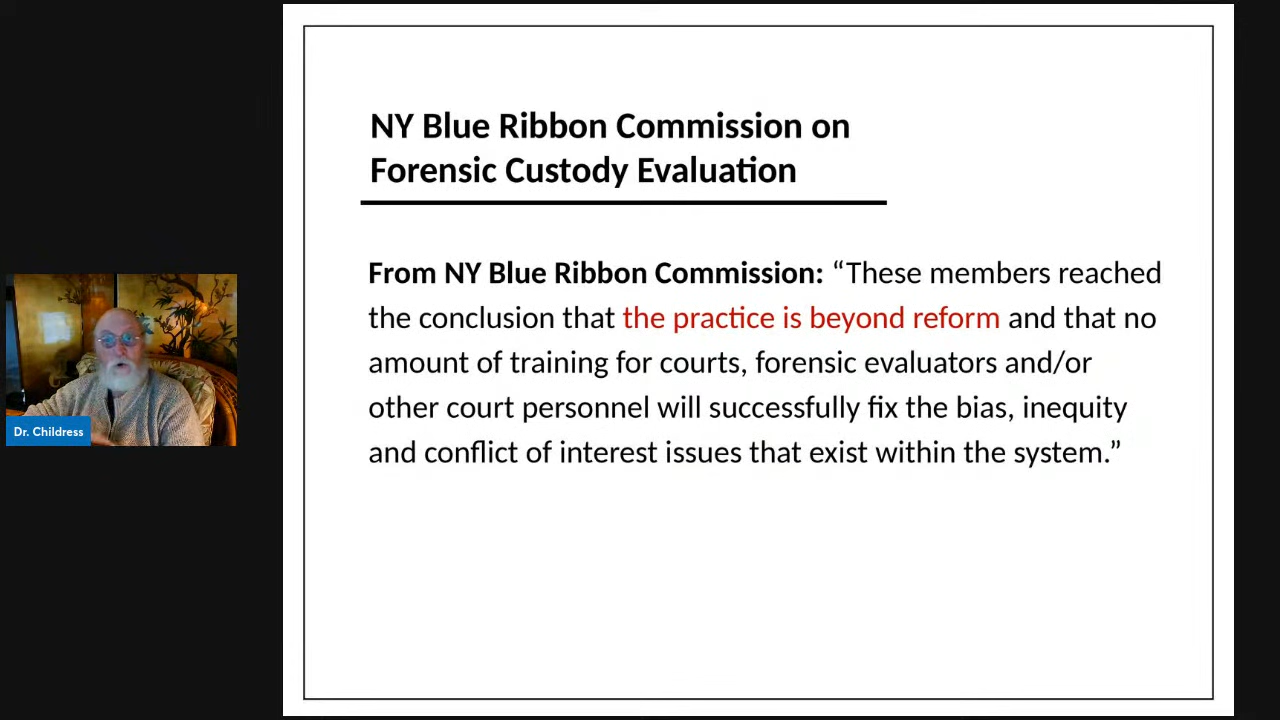 NY Blue Ribbon Commission on
Forensic Custody Evaluation
From NY Blue Ribbon Commission: “These members reached
the conclusion that the practice is beyond reform and that no
amount of training for courts, forensic evaluators and/or
other court personnel will successfully fix the bias, inequity
and conflict of interest issues that exist within the system.”
Dr. Childress